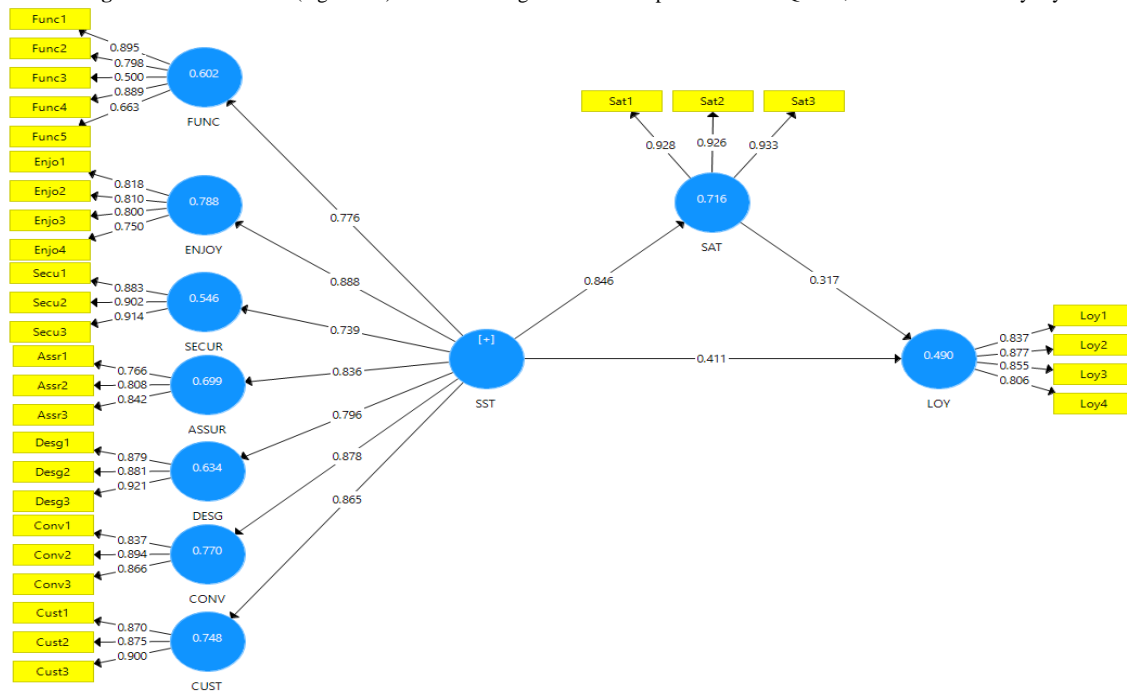 Func1
Func2
Func3
Func4
Func5
0.895
0.798
0.500
0.889
0.663
0.602
FUNC
Enjo1
Enjo2
Enjo3
Enjo4
0.818
0.810
0.800
0.750
0.788
ENJOY
Secu1
Secu2
Secu3
0.883
0.902
0.914
0.546
SECUR
Assr1
Assr2
Assr3
0.766
0.808
0.842
0.699
ASSUR
Desg1
Desg2
Desg3
0.879
0.881
0.921
0.634
DESG
Conv1
Conv2
Conv3
0.837
0.894
0.866
0.770
CONV
Cust1
Cust2
Cust3
0.870
0.875
0.900
0.748
CUST
0.776
0.888
0.739
0.836
0.796
0.878
0.865
[+]
SST
0.846
0.411
Sat1
Sat2
Sat3
0.928
0.926
0.933
0.716
SAT
0.317
0.490
LOY
0.837
0.877
0.855
0.806
Loy1
Loy2
Loy3
Loy4